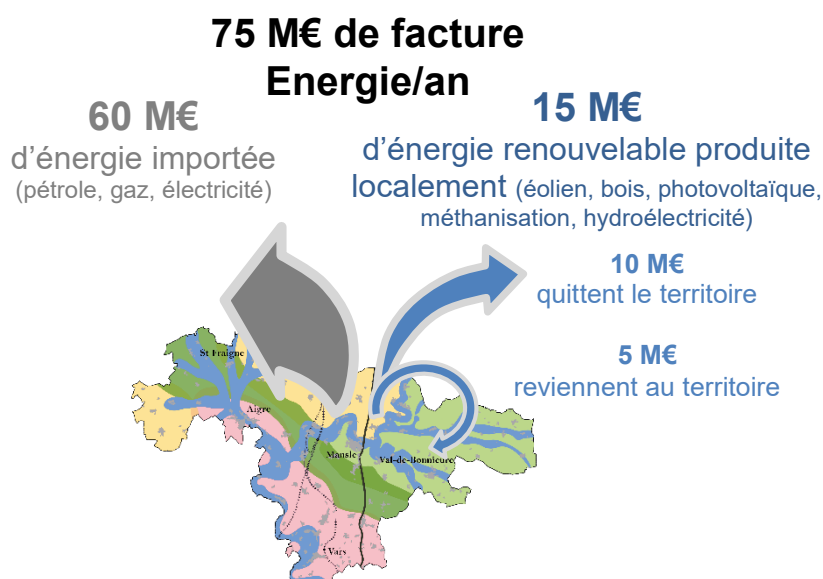 75 M€ de facture
Energie/an
60 M€
d'énergie importée
(pétrole, gaz, électricité)
15 M€
d'énergie renouvelable produite
localement (éolien, bois, photovoltaïque,
méthanisation, hydroélectricité)
10 M€
quittent le territoire
5 M€
reviennent au territoire
St Fraigne
Aigre
Mansle
Val-de-Bonnieure
Vars